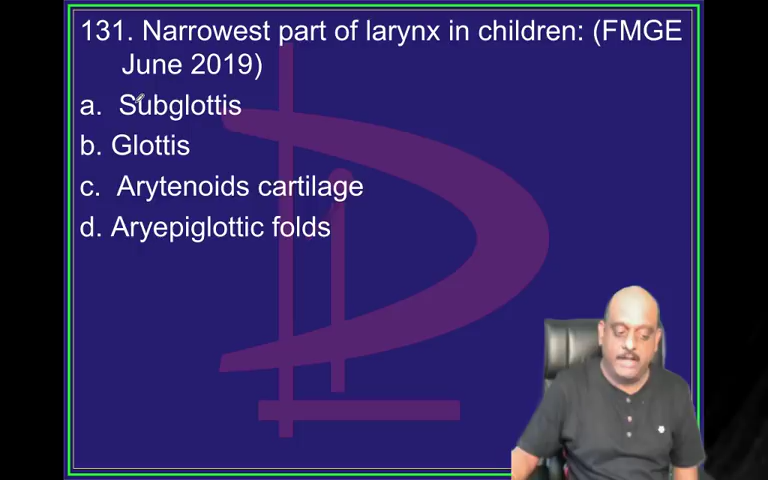 131. Narrowest part of larynx in children: (FMGE
June 2019)
a. Subglottis
b. Glottis
c. Arytenoids cartilage
d. Aryepiglottic folds